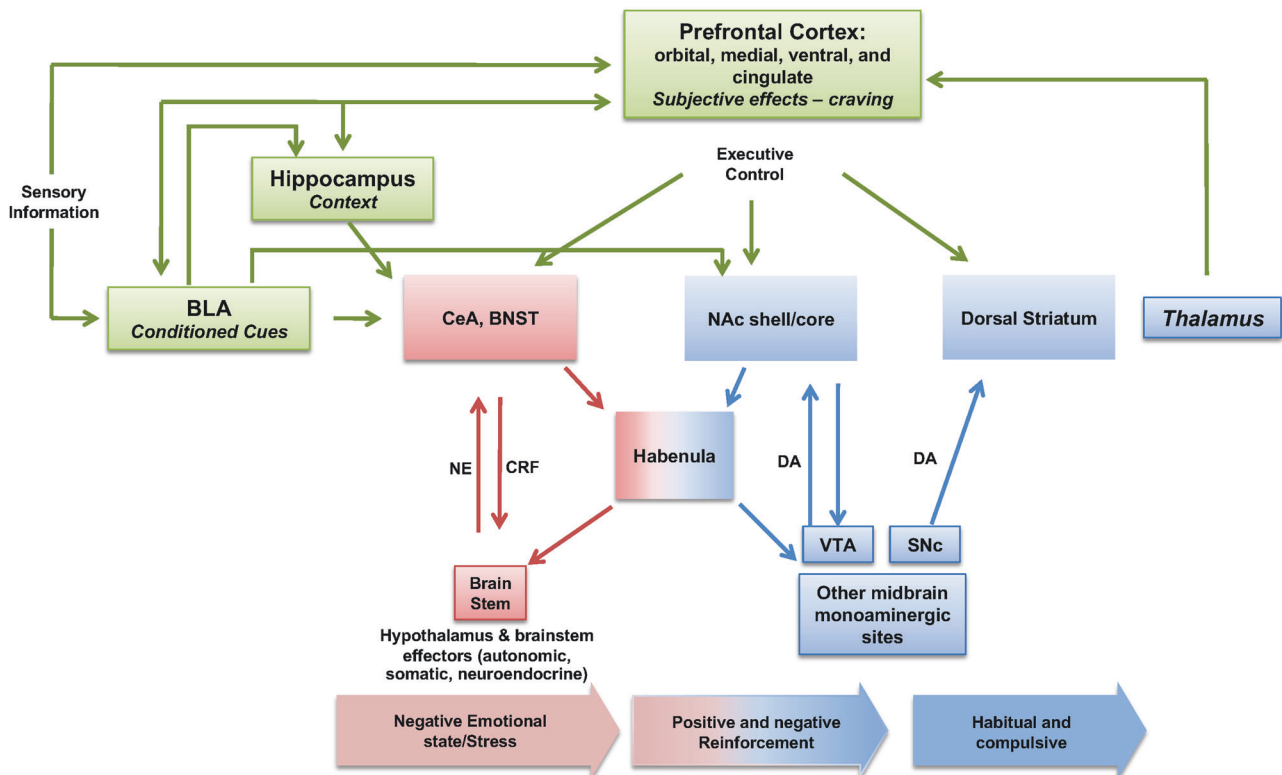 Prefrontal Cortex:
orbital, medial, ventral, and
cingulate
Subjective effects – craving
Executive
Control
Hippocampus
Context
Sensory
Information
BLA
Conditioned Cues
CeA, BNST
NAc shell/core
Dorsal Striatum
Thalamus
Habenula
NE
CRF
DA
DA
VTA
SNc
Brain
Stem
Other midbrain
monoaminergic
sites
Hypothalamus & brainstem
effectors (autonomic,
somatic, neuroendocrine)
Negative Emotional
state/Stress
Positive and negative
Reinforcement
Habitual and
compulsive